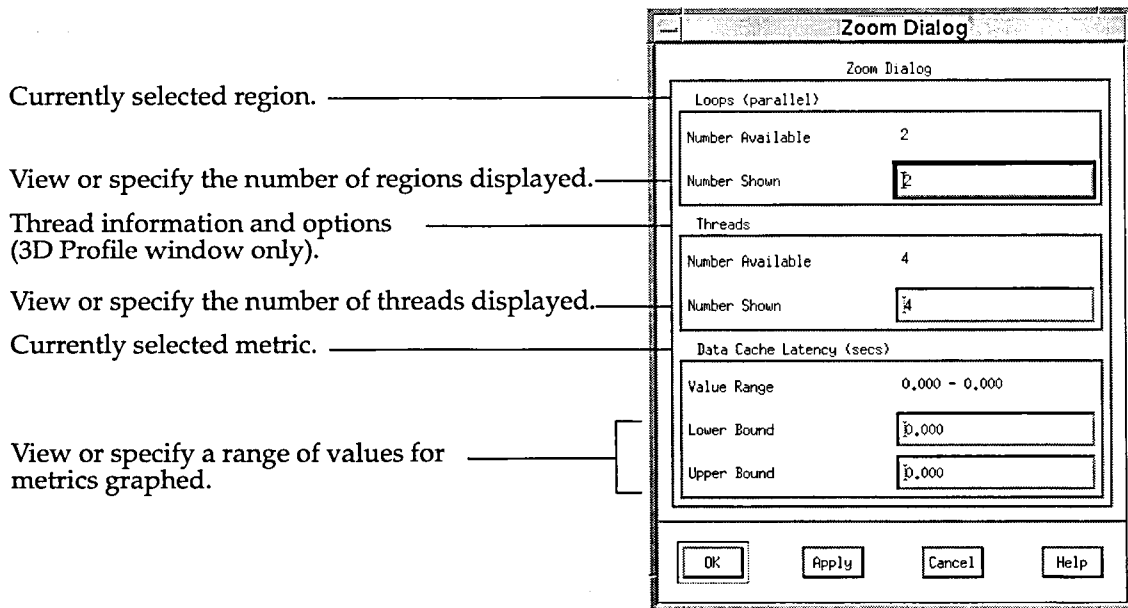 Zoom Dialog
Zoom Dialog
Currently selected region.
Loops (parallel)
Number Available 2
View or specify the number of regions displayed.
Number Shown 2
Thread information and options
(3D Profile window only).
Threads
Number Available 4
View or specify the number of threads displayed.
Number Shown 4
Currently selected metric.
Data Cache Latency (secs)
Value Range 0.000 - 0.000
View or specify a range of values for
metrics graphed.
Lower Bound 0.000
Upper Bound 0.000
OK Apply Cancel Help